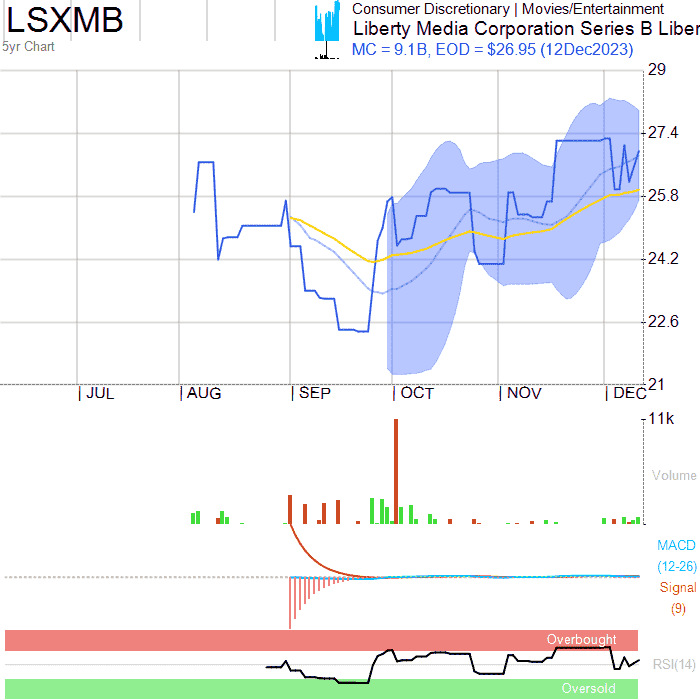 LSXMB
5yr Chart
Consumer Discretionary | Movies/Entertainment
Liberty Media Corporation Series B Liber
MC = 9.1B, EOD = $26.95 (12Dec2023)
29
27.4
25.8
24.2
22.6
21
JUL AUG SEP OCT NOV DEC
11k
Volume
MACD
(12-26)
Signal
(9)
Overbought
RSI(14)
Oversold